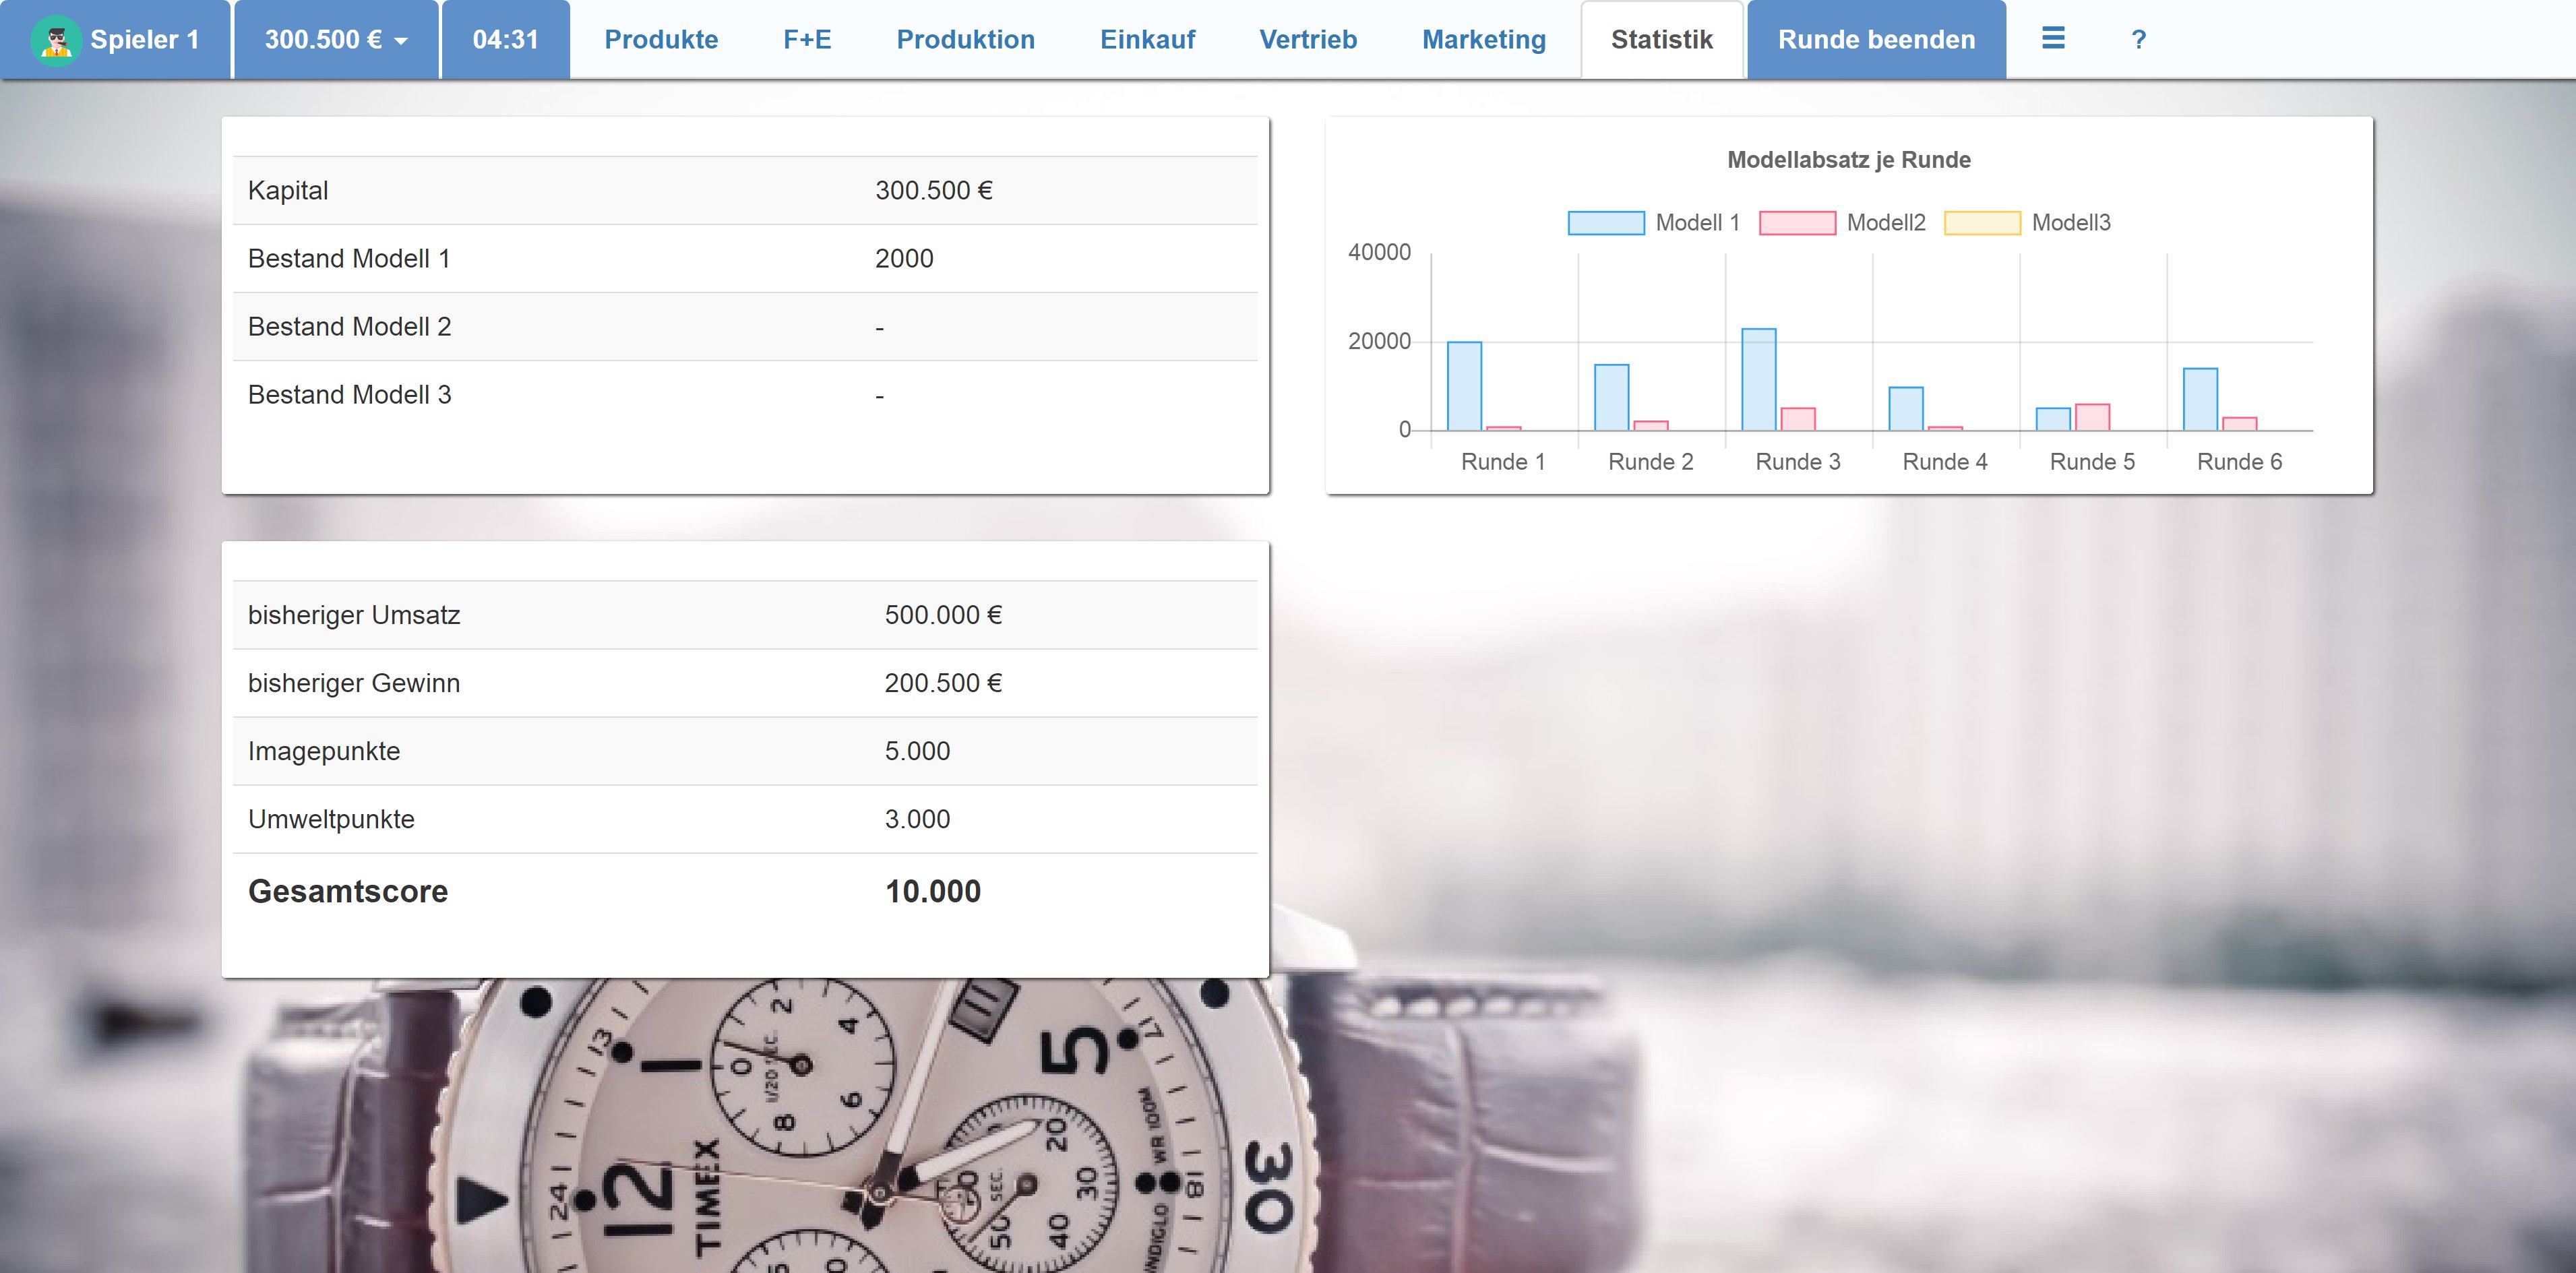 Spieler 1 300.500 € 04:31 Produkte F+E Produktion Einkauf Vertrieb Marketing Statistik Runde beenden ?
Kapital 300.500 €
Bestand Modell 1 2000
Bestand Modell 2 -
Bestand Modell 3 -
Modellabsatz je Runde
Modell 1 Modell2 Modell3
40000
20000
0
Runde 1 Runde 2 Runde 3 Runde 4 Runde 5 Runde 6
bisheriger Umsatz 500.000 €
bisheriger Gewinn 200.500 €
Imagepunkte 5.000
Umweltpunkte 3.000
Gesamtscore 10.000
13
1
2
4
6
8
0
1/20 SEC.
5
17
12
24
TIMEX
20
30
40
50
SEC.
WR 100M
INDIGLO
18
30